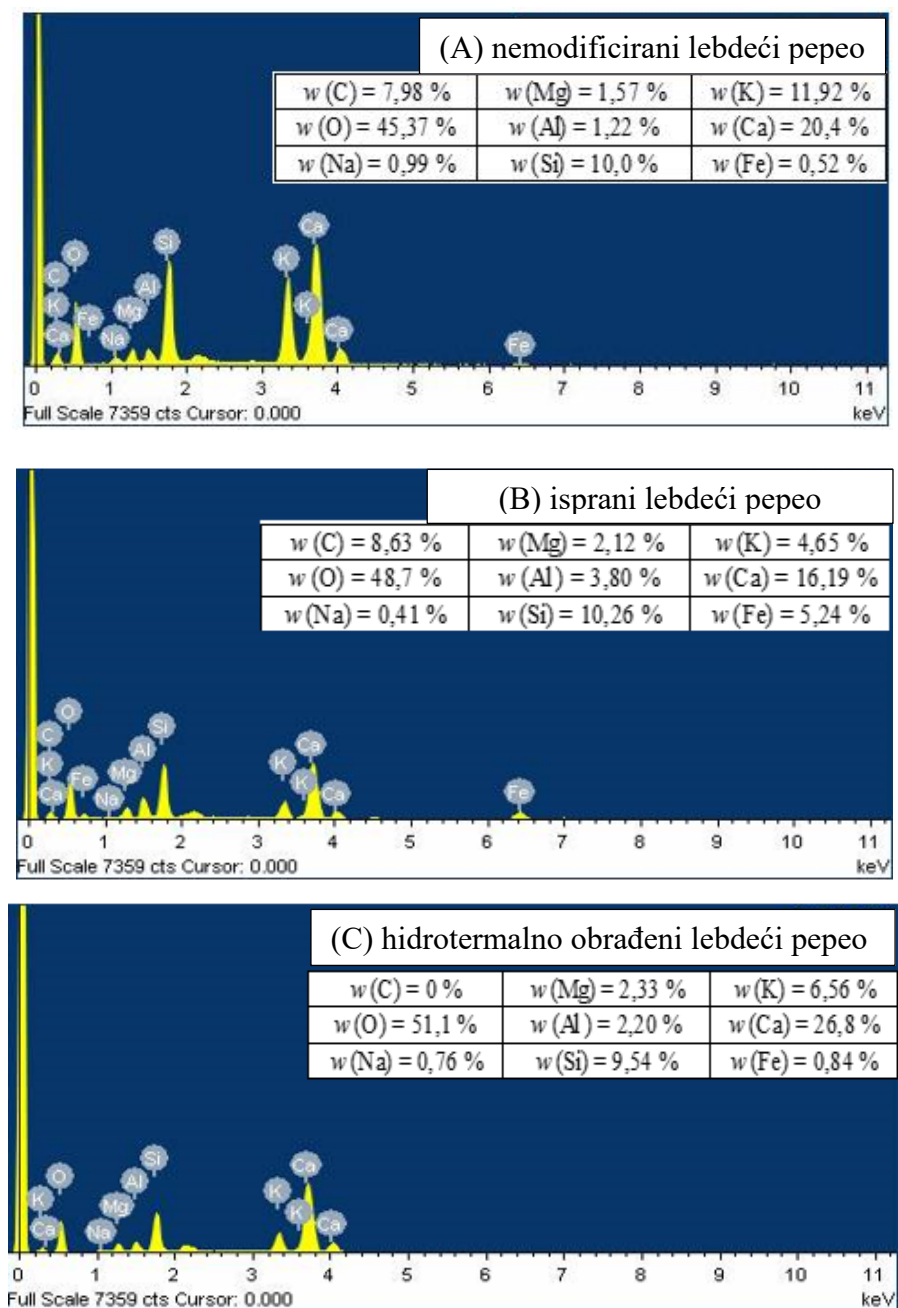 (A) nemodificirani lebdeći pepeo
w (C) = 7,98 % w (Mg) = 1,57 % w (K) = 11,92 %
w (O) = 45,37 % w (Al) = 1,22 % w (Ca) = 20,4 %
w (Na) = 0,99 % w (Si) = 10,0 % w (Fe) = 0,52 %
Ca
Si
O K
C Al
K Mg K
Fe Ca
Ca Na Fe
0 1 2 3 4 5 6 7 8 9 10 11
Full Scale 7359 cts Cursor: 0.000 keV
(B) isprani lebdeći pepeo
w (C) = 8,63 % w (Mg) = 2,12 % w (K) = 4,65 %
w (O) = 48,7 % w (Al) = 3,80 % w (Ca) = 16,19 %
w (Na) = 0,41 % w (Si) = 10,26 % w (Fe) = 5,24 %
O
Si
C Al Ca
K Mg K
Fe K
Ca Na Ca Fe
0 1 2 3 4 5 6 7 8 9 10 11
Full Scale 7359 cts Cursor: 0.000 keV
(C) hidrotermalno obrađeni lebdeći pepeo
w (C) = 0 % w (Mg) = 2,33 % w (K) = 6,56 %
w (O) = 51,1 % w (Al) = 2,20 % w (Ca) = 26,8 %
w (Na) = 0,76 % w (Si) = 9,54 % w (Fe) = 0,84 %
Si
O Al Ca
K Mg K
K
Ca Na Ca
0 1 2 3 4 5 6 7 8 9 10 11
Full Scale 7359 cts Cursor: 0.000 keV